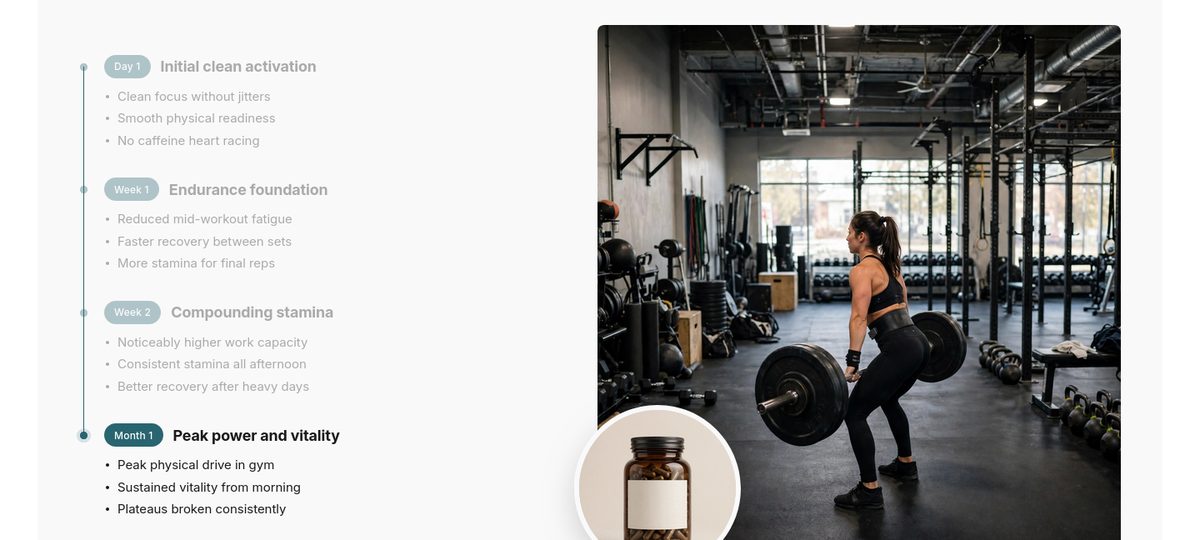 Day 1 Initial clean activation
• Clean focus without jitters
• Smooth physical readiness
• No caffeine heart racing
Week 1 Endurance foundation
• Reduced mid-workout fatigue
• Faster recovery between sets
• More stamina for final reps
Week 2 Compounding stamina
• Noticeably higher work capacity
• Consistent stamina all afternoon
• Better recovery after heavy days
Month 1 Peak power and vitality
• Peak physical drive in gym
• Sustained vitality from morning
• Plateaus broken consistently